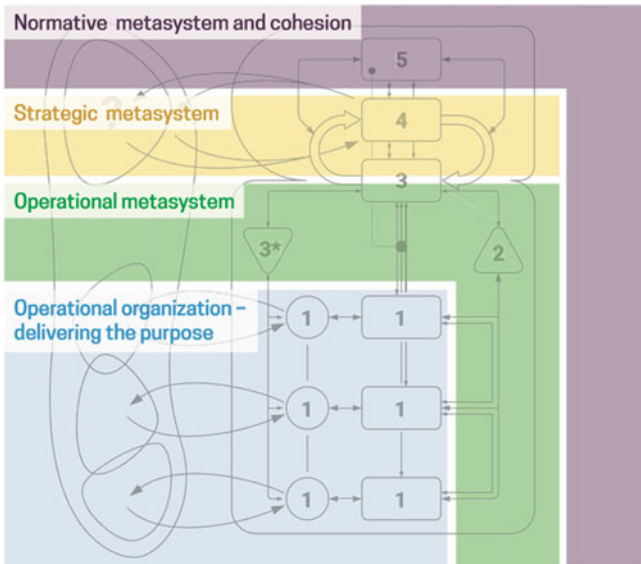 Normative metasystem and cohesion
5
?
Strategic metasystem
4
3
Operational metasystem
3*
2
Operational organization –
delivering the purpose
1
1
1
1
1
1